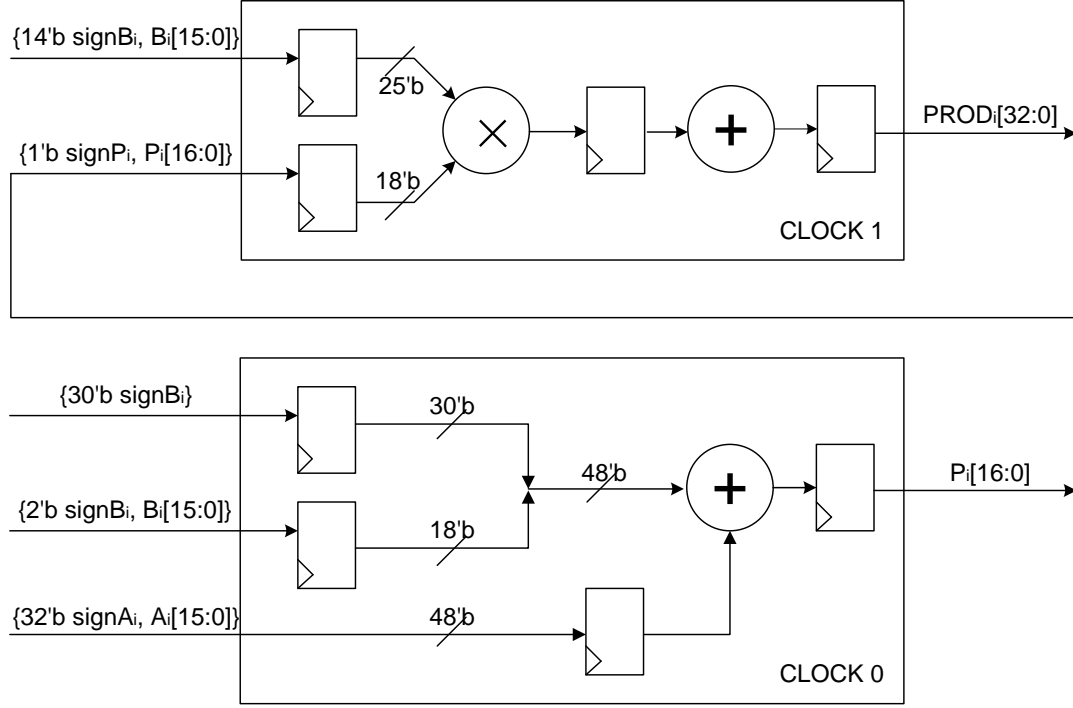 {14'b signBi, Bi[15:0]}
25'b
PRODi[32:0]
{1'b signPi, Pi[16:0]}
18'b
×
+
CLOCK 1
{30'b signBi}
30'b
48'b
+
Pi[16:0]
{2'b signBi, Bi[15:0]}
18'b
{32'b signAi, Ai[15:0]}
48'b
CLOCK 0